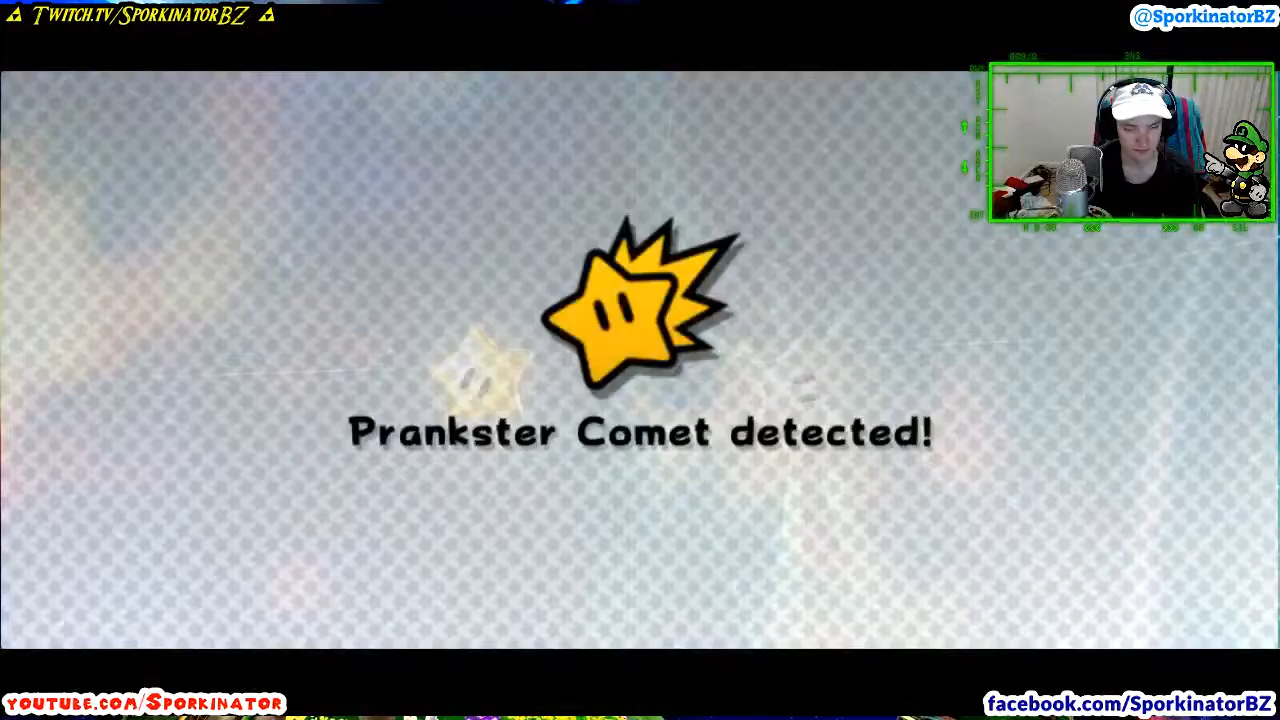 Twitch.tv/SporkinatorBZ
@SporkinatorBZ
Prankster Comet detected!
youtube.com/Sporkinator
facebook.com/SporkinatorBZ